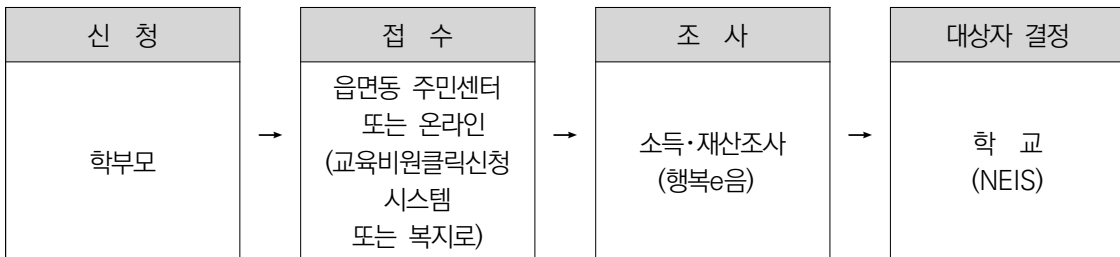 신 청
학부모
→
접 수
읍면동 주민센터
또는 온라인
(교육비원클릭신청
시스템
또는 복지로)
→
조 사
소득･재산조사
(행복e음)
→
대상자 결정
학 교
(NEIS)